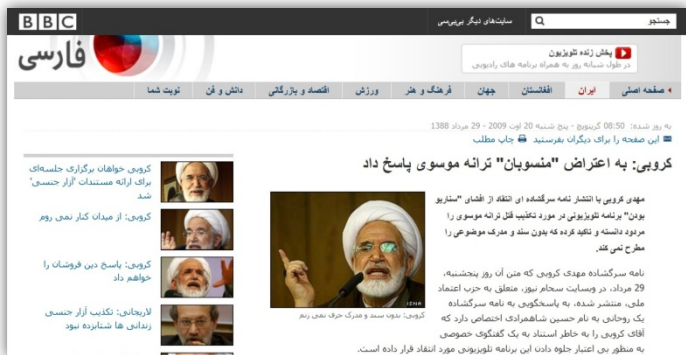 BBC
سایت‌های دیگر بی‌بی‌سی
جستجو
فارسی
پخش زنده تلویزیون
در طول شبانه روز به همراه برنامه های رادیویی
صفحه اصلی
ایران
افغانستان
جهان
فرهنگ و هنر
ورزش
اقتصاد و بازرگانی
دانش و فن
نوبت شما
به روز شده: 08:50 گرینویچ - پنج شنبه 20 اوت 2009 - 29 مرداد 1388
این صفحه را برای دیگران بفرستید
چاپ مطلب
کروبی: به اعتراض "منسوبان" ترانه موسوی پاسخ داد
مهدی کروبی با انتشار نامه سرگشاده ای انتقاد از افشای "سناریو
بودن" برنامه تلویزیونی در مورد تکذیب قتل ترانه موسوی را
مردود دانسته و تاکید کرده که بدون سند و مدرک موضوعی را
مطرح نمی کند.
نامه سرگشاده مهدی کروبی که متن آن روز پنجشنبه،
29 مرداد، در وبسایت سحام نیوز، متعلق به حزب اعتماد
ملی، منتشر شده، به پاسخگویی به نامه سرگشاده
یک روحانی به نام حسین شاهمرادی اختصاص دارد که
آقای کروبی را به خاطر استناد به یک گفتگوی خصوصی
به منظور بی اعتبار جلوه دادن این برنامه تلویزیونی مورد انتقاد قرار داده است.
ISNA
کروبی: بدون سند و مدرک حرف نمی زنم
کروبی خواهان برگزاری جلسه‌ای
برای ارائه مستندات 'آزار جنسی'
شد
کروبی: از میدان کنار نمی روم
کروبی: پاسخ دین فروشان را
خواهم داد
لاریجانی: تکذیب آزار جنسی
زندانی ها شتابزده نبود